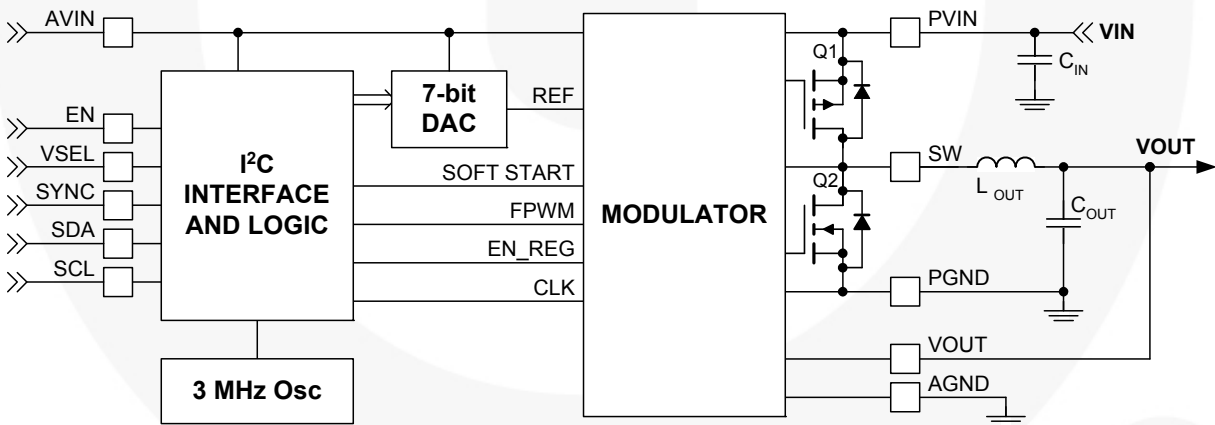 AVIN
EN
VSEL
SYNC
SDA
SCL
I²C
INTERFACE
AND LOGIC
3 MHz Osc
7-bit
DAC
REF
SOFT START
FPWM
EN_REG
CLK
MODULATOR
Q1
Q2
PVIN
VIN
C_IN
SW
L_OUT
VOUT
C_OUT
PGND
VOUT
AGND